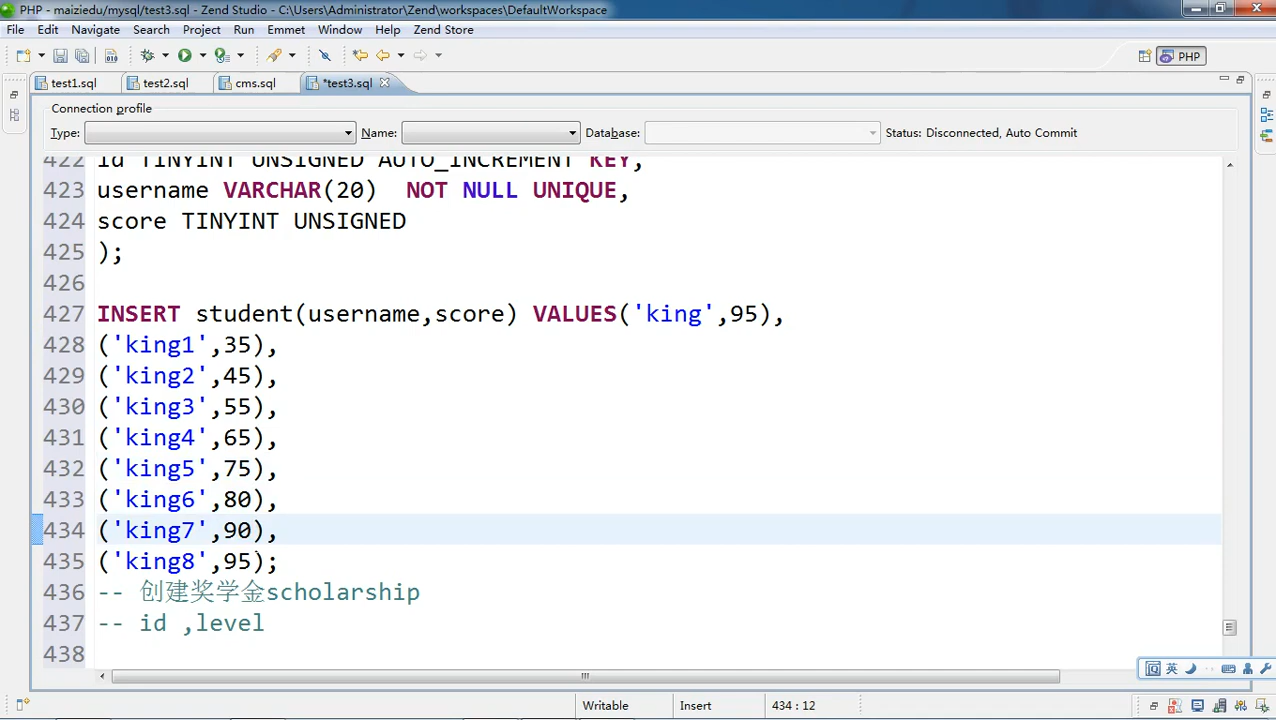 PHP - maiziedu/mysql/test3.sql - Zend Studio - C:\Users\Administrator\Zend\workspaces\DefaultWorkspace
File Edit Navigate Search Project Run Emmet Window Help Zend Store
PHP
test1.sql test2.sql cms.sql *test3.sql
Connection profile
Type: Name: Database: Status: Disconnected, Auto Commit
422 id TINYINT UNSIGNED AUTO_INCREMENT KEY,
423 username VARCHAR(20)  NOT NULL UNIQUE,
424 score TINYINT UNSIGNED
425 );
426
427 INSERT student(username,score) VALUES('king',95),
428 ('king1',35),
429 ('king2',45),
430 ('king3',55),
431 ('king4',65),
432 ('king5',75),
433 ('king6',80),
434 ('king7',90),
435 ('king8',95);
436 -- 创建奖学金scholarship
437 -- id ,level
438
英
Writable Insert 434 : 12